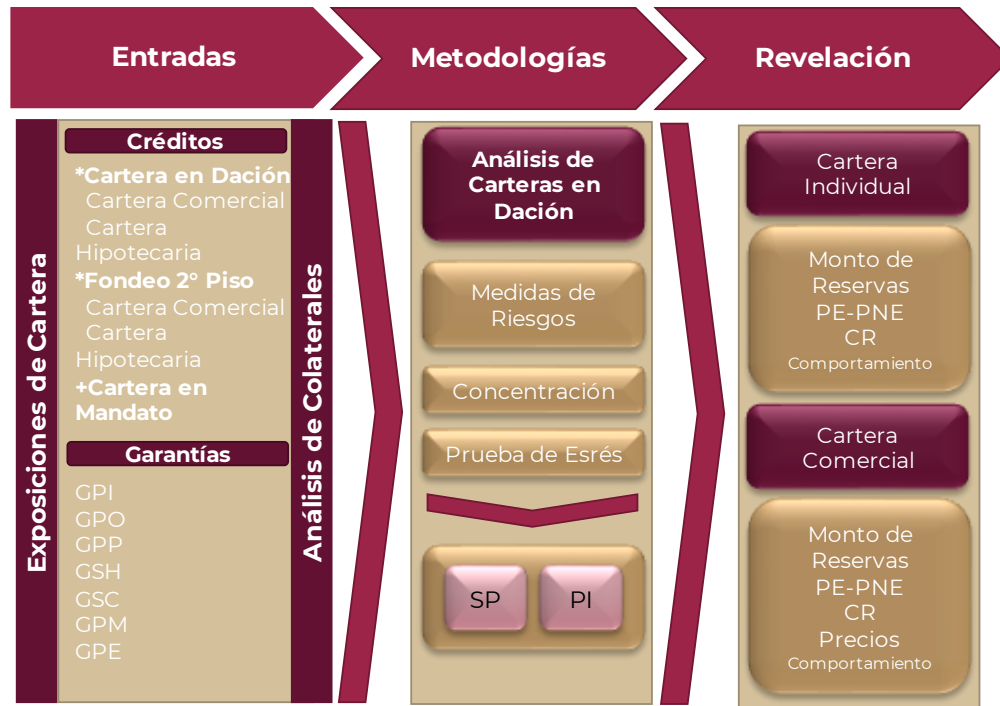 Entradas
Metodologías
Revelación
Exposiciones de Cartera
Créditos
*Cartera en Dación
Cartera Comercial
Cartera
Hipotecaria
*Fondeo 2º Piso
Cartera Comercial
Cartera
Hipotecaria
+Cartera en
Mandato
Garantías
GPI
GPO
GPP
GSH
GSC
GPM
GPE
Análisis de Colaterales
Análisis de
Carteras en
Dación
Medidas de
Riesgos
Concentración
Prueba de Esrés
SP
PI
Cartera
Individual
Monto de
Reservas
PE-PNE
CR
Comportamiento
Cartera
Comercial
Monto de
Reservas
PE-PNE
CR
Precios
Comportamiento